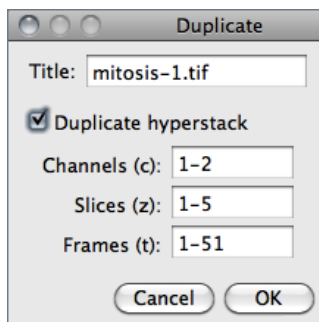 Duplicate
Title: mitosis-1.tif
Duplicate hyperstack
Channels (c): 1-2
Slices (z): 1-5
Frames (t): 1-51
Cancel OK